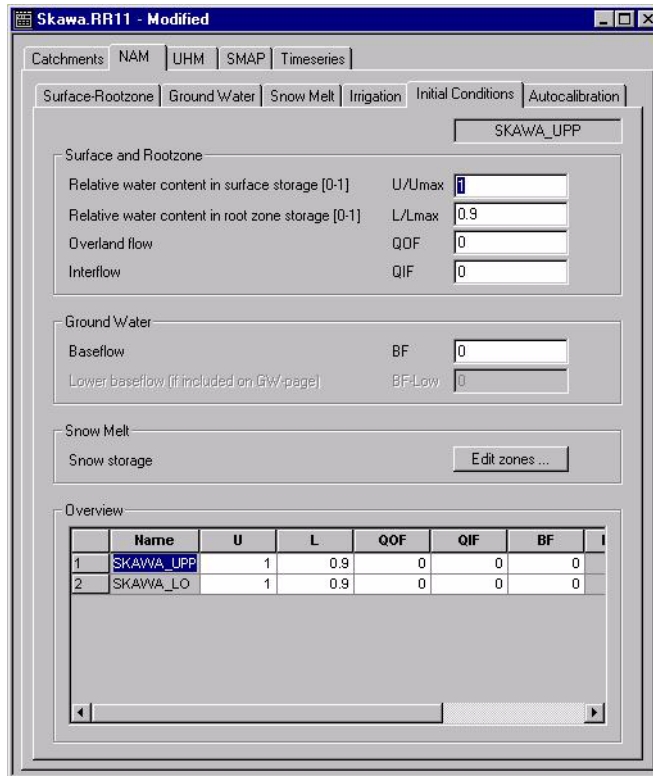 Skawa.RR11 - Modified
Catchments NAM UHM SMAP Timeseries
Surface-Rootzone Ground Water Snow Melt Irrigation Initial Conditions Autocalibration
SKAWA_UPP
Surface and Rootzone
Relative water content in surface storage [0-1] U/Umax 1
Relative water content in root zone storage [0-1] L/Lmax 0.9
Overland flow QOF 0
Interflow QIF 0
Ground Water
Baseflow BF 0
Lower baseflow (if included on GW-page) BF-Low 0
Snow Melt
Snow storage Edit zones ...
Overview
Name U L QOF QIF BF
1 SKAWA_UPP 1 0.9 0 0 0
2 SKAWA_LO 1 0.9 0 0 0